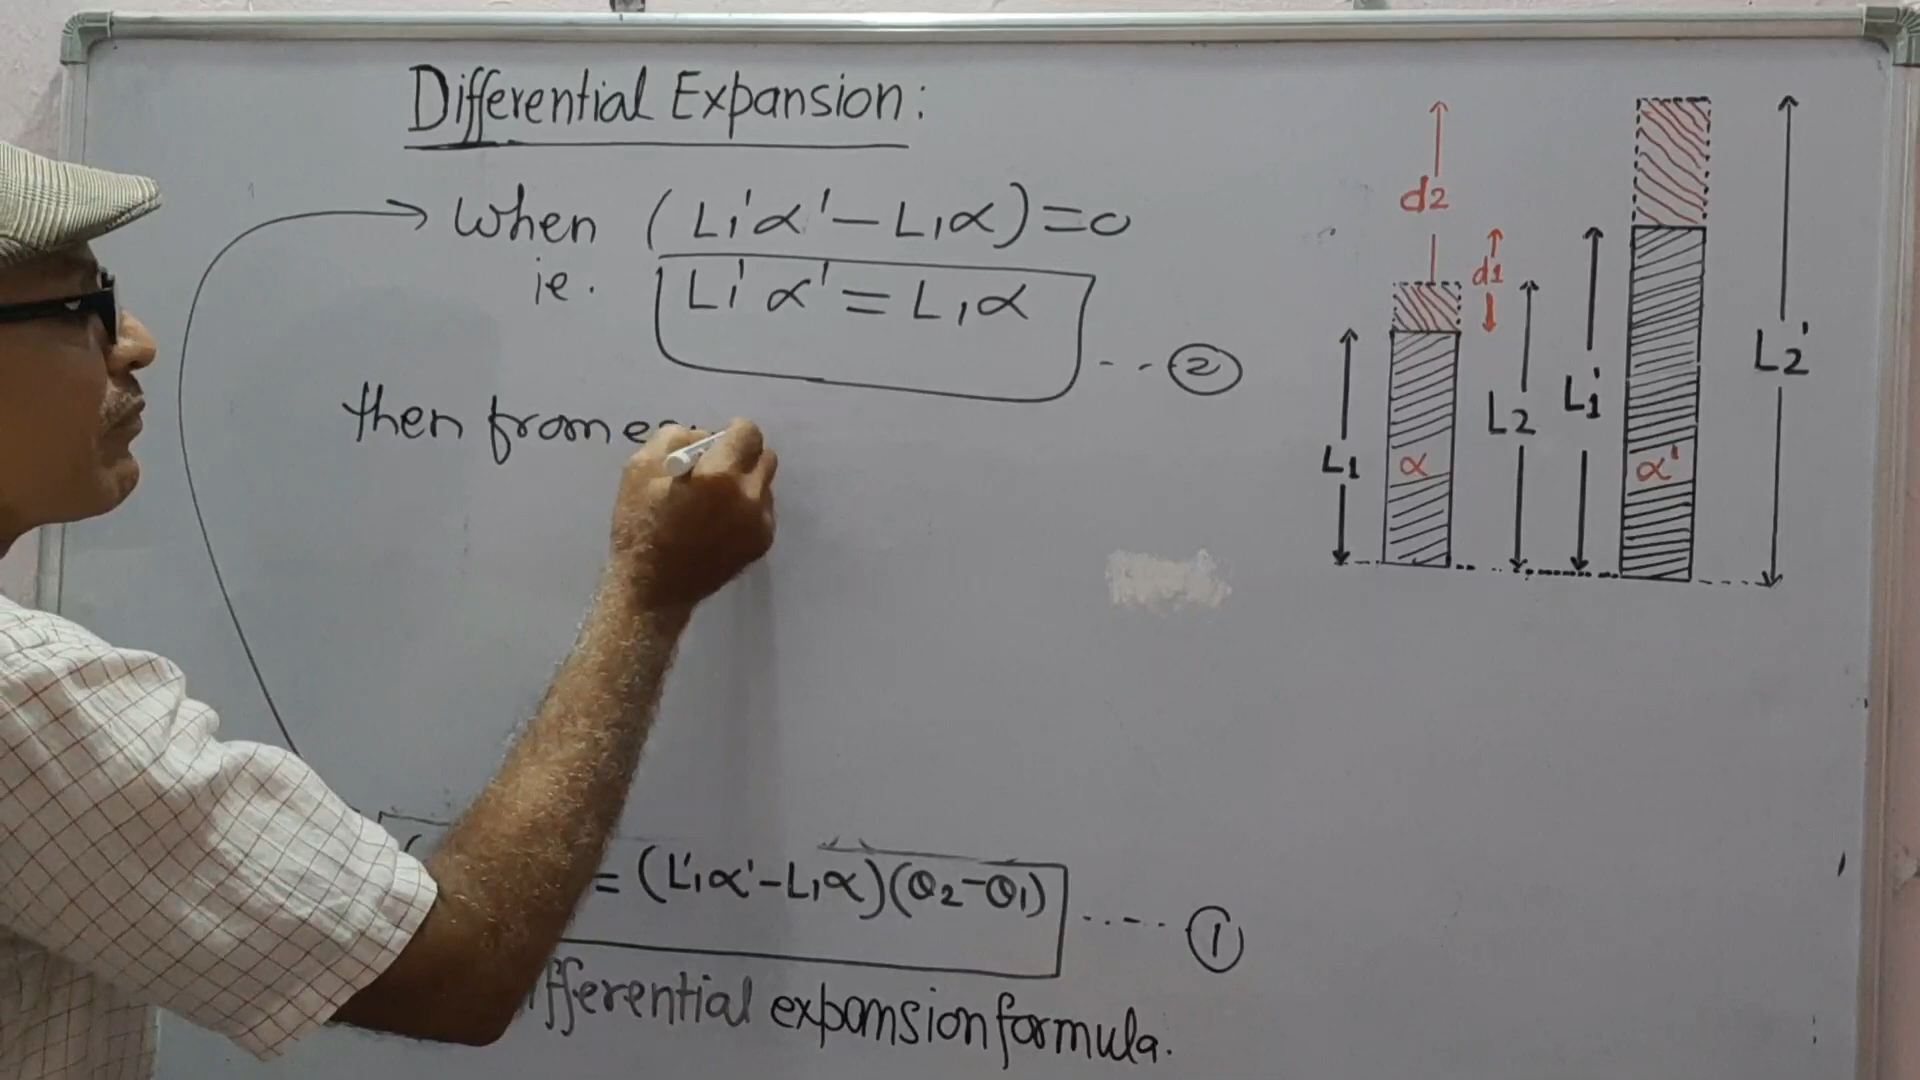 Differential Expansion:
When (L₁'α' - L₁α) = 0
ie. L₁'α' = L₁α
-- ②
then from
= (L₁'α' - L₁α)(θ₂ - θ₁) ..... ①
fferential expansion formula.
d2
d1
L1
α
L2
L1'
α'
L2'